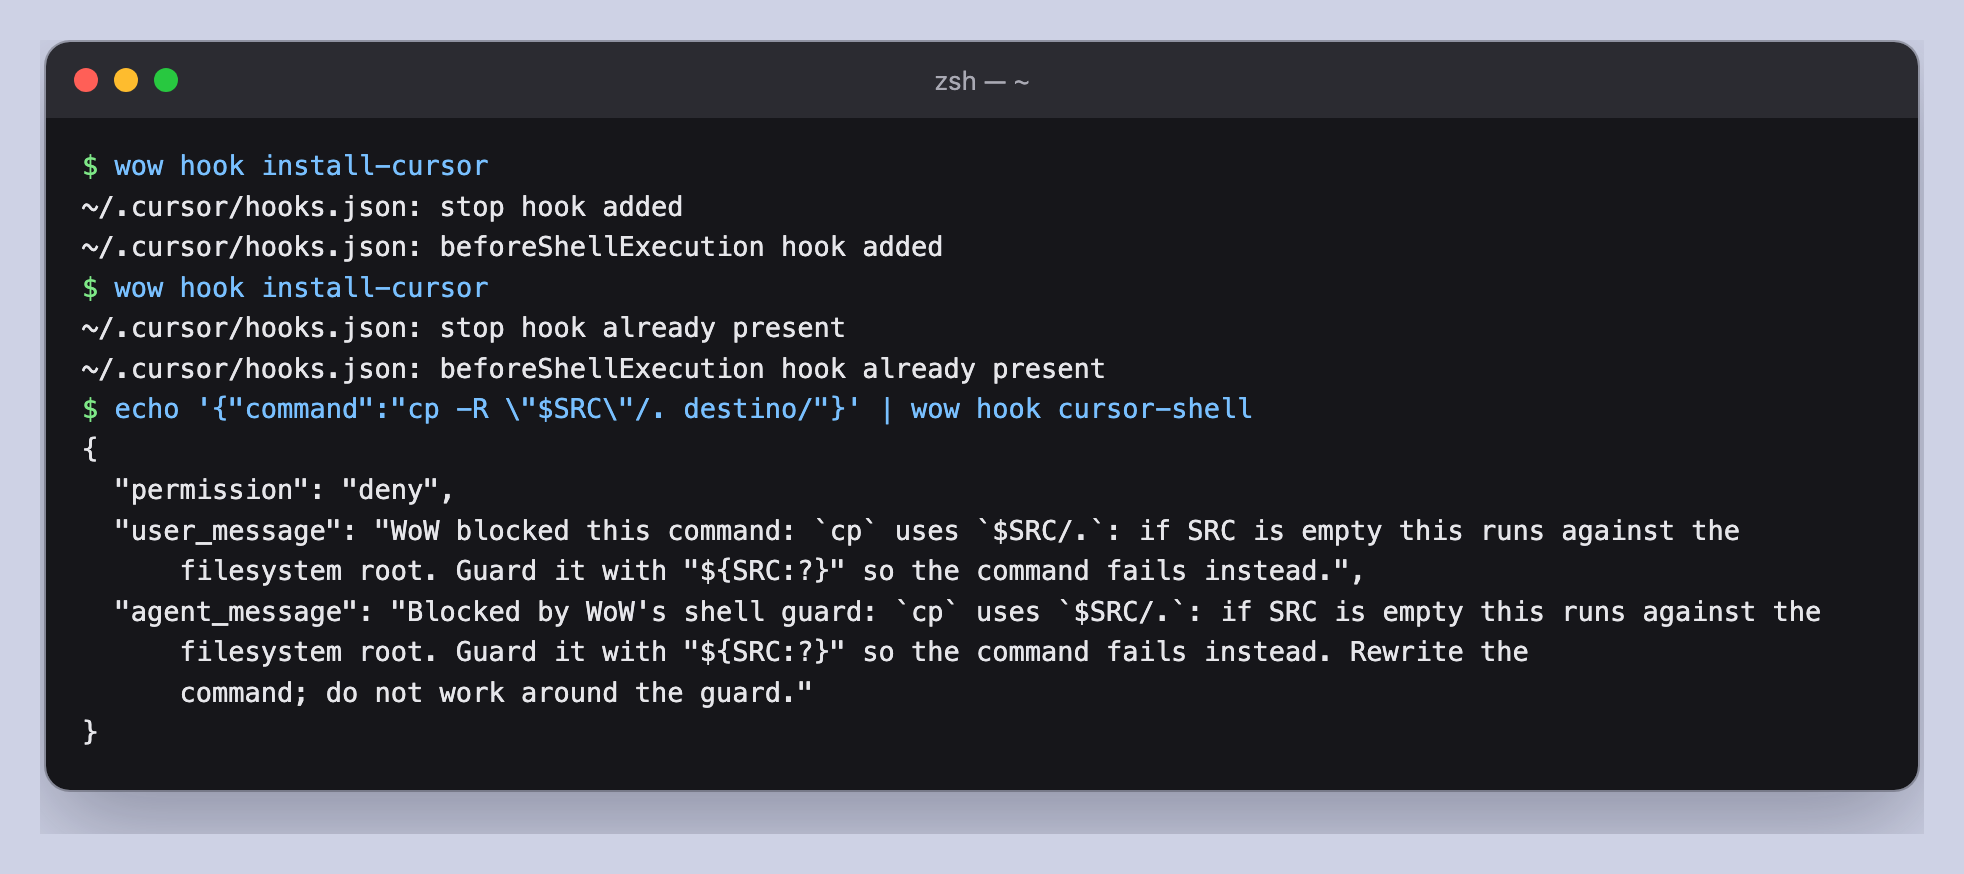 zsh — ~
$ wow hook install-cursor
~/.cursor/hooks.json: stop hook added
~/.cursor/hooks.json: beforeShellExecution hook added
$ wow hook install-cursor
~/.cursor/hooks.json: stop hook already present
~/.cursor/hooks.json: beforeShellExecution hook already present
$ echo '{"command":"cp -R \"$SRC\"/. destino/"}' | wow hook cursor-shell
{
  "permission": "deny",
  "user_message": "WoW blocked this command: `cp` uses `$SRC/.`: if SRC is empty this runs against the
      filesystem root. Guard it with "${SRC:?}" so the command fails instead.",
  "agent_message": "Blocked by WoW's shell guard: `cp` uses `$SRC/.`: if SRC is empty this runs against the
      filesystem root. Guard it with "${SRC:?}" so the command fails instead. Rewrite the
      command; do not work around the guard."
}